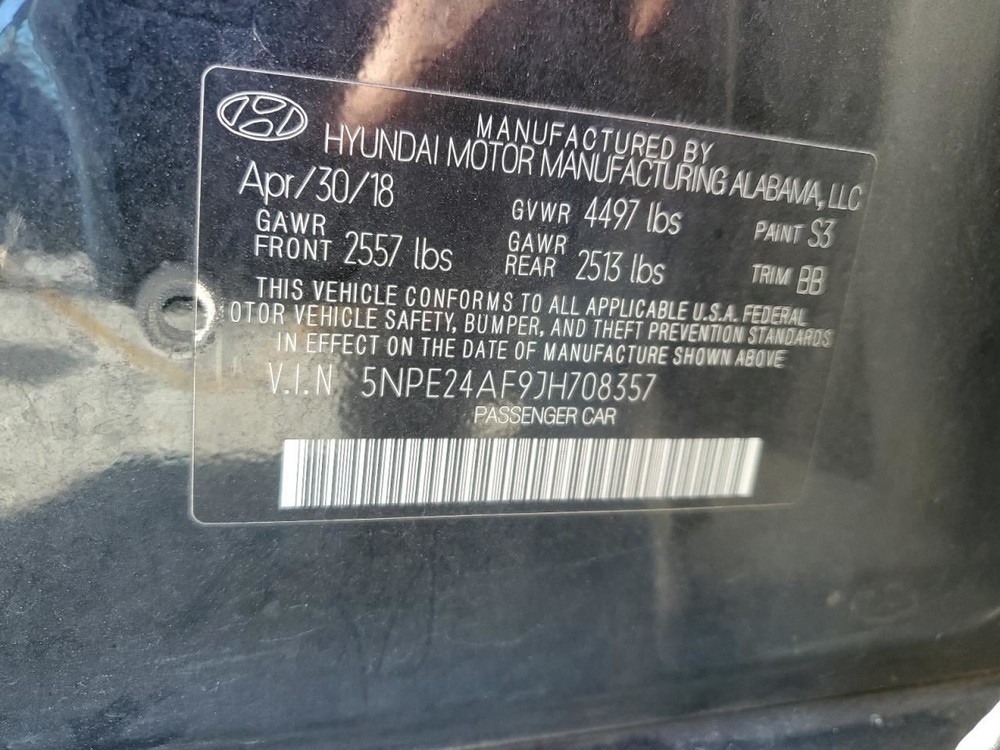 MANUFACTURED BY
HYUNDAI MOTOR MANUFACTURING ALABAMA, LLC
Apr/30/18 GVWR 4497 lbs PAINT S3
GAWR FRONT 2557 lbs GAWR REAR 2513 lbs TRIM BB
THIS VEHICLE CONFORMS TO ALL APPLICABLE U.S.A. FEDERAL
OTOR VEHICLE SAFETY, BUMPER, AND THEFT PREVENTION STANDARDS
IN EFFECT ON THE DATE OF MANUFACTURE SHOWN ABOVE
V.I.N 5NPE24AF9JH708357
PASSENGER CAR